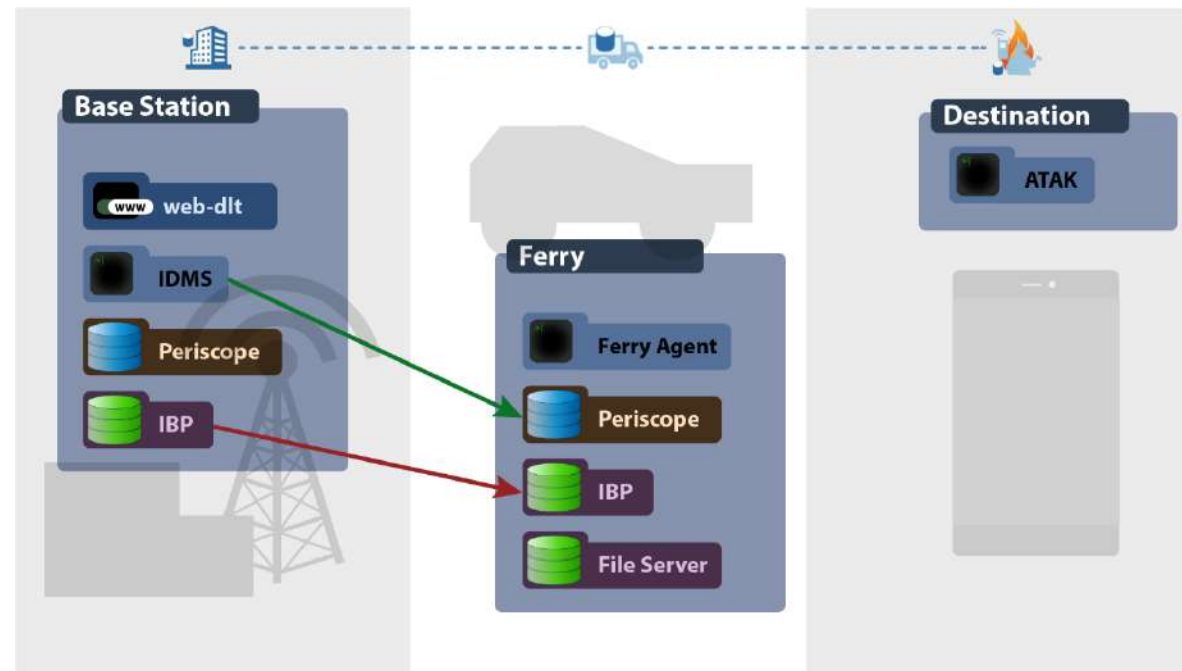 Base Station
www web-dlt
IDMS
Periscope
IBP
Ferry
Ferry Agent
Periscope
IBP
File Server
Destination
ATAK